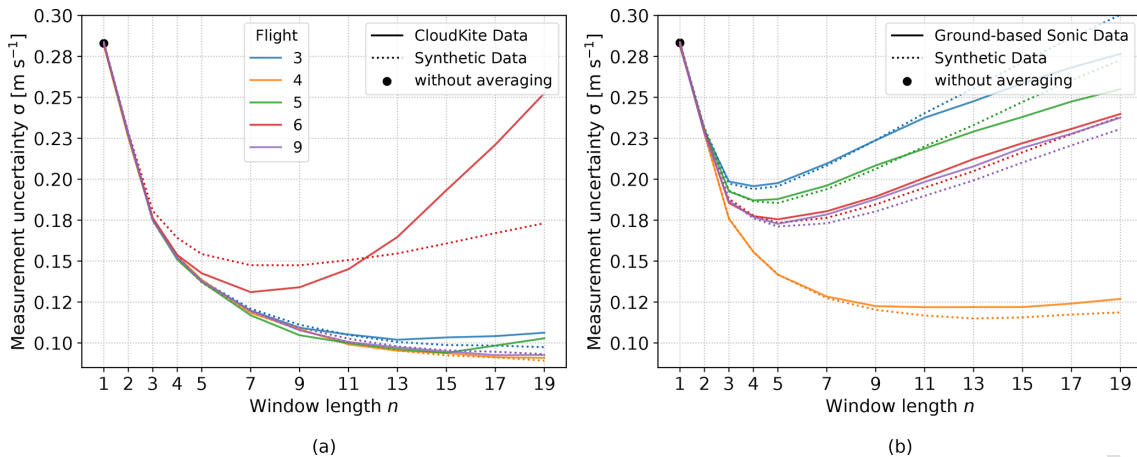 Measurement uncertainty σ [m s⁻¹]
0.30
0.28
0.25
0.23
0.20
0.18
0.15
0.12
0.10
Flight
3
4
5
6
9
CloudKite Data
Synthetic Data
without averaging
1 2 3 4 5 7 9 11 13 15 17 19
Window length n
(a)
Measurement uncertainty σ [m s⁻¹]
0.30
0.28
0.25
0.23
0.20
0.18
0.15
0.12
0.10
Ground-based Sonic Data
Synthetic Data
without averaging
1 2 3 4 5 7 9 11 13 15 17 19
Window length n
(b)